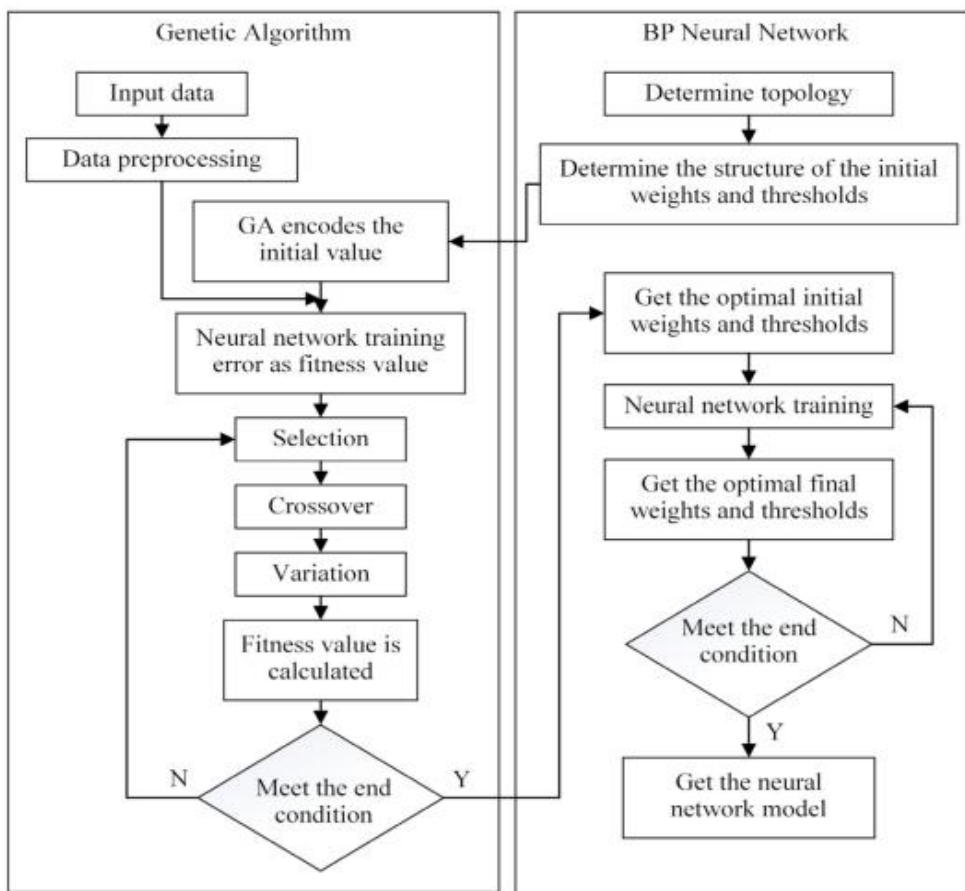 Genetic Algorithm
Input data
Data preprocessing
GA encodes the
initial value
Neural network training
error as fitness value
Selection
Crossover
Variation
Fitness value is
calculated
Meet the end
condition
N
Y
BP Neural Network
Determine topology
Determine the structure of the initial
weights and thresholds
Get the optimal initial
weights and thresholds
Neural network training
Get the optimal final
weights and thresholds
Meet the end
condition
N
Y
Get the neural
network model